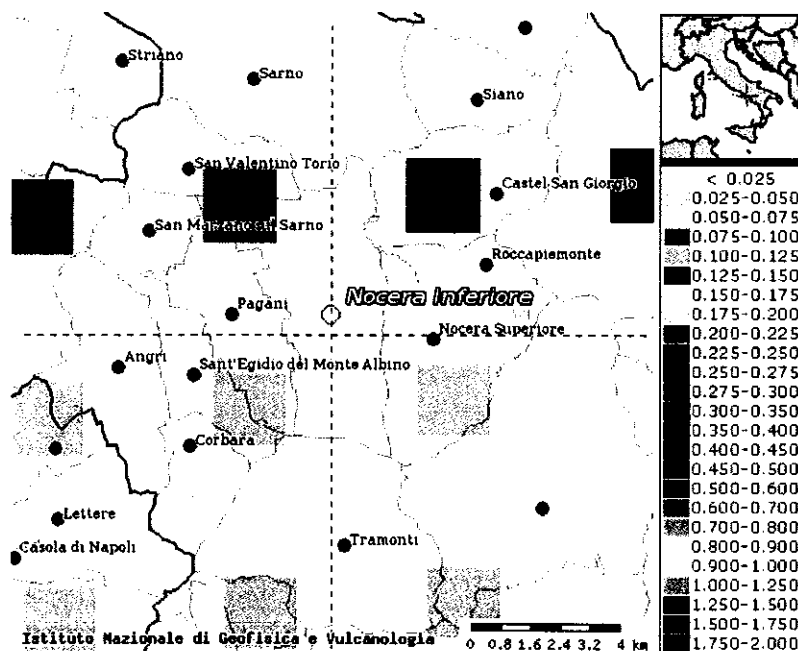 Striano
Sarno
Siano
San Valentino Torio
Castel San Giorgio
San Marzano sul Sarno
Roccapiemonte
Pagani
Nocera Inferiore
Nocera Superiore
Angri
Sant'Egidio del Monte Albino
Corbara
Lettere
Casola di Napoli
Tramonti
Istituto Nazionale di Geofisica e Vulcanologia
0 0.8 1.6 2.4 3.2 4 km
< 0.025
0.025-0.050
0.050-0.075
0.075-0.100
0.100-0.125
0.125-0.150
0.150-0.175
0.175-0.200
0.200-0.225
0.225-0.250
0.250-0.275
0.275-0.300
0.300-0.350
0.350-0.400
0.400-0.450
0.450-0.500
0.500-0.600
0.600-0.700
0.700-0.800
0.800-0.900
0.900-1.000
1.000-1.250
1.250-1.500
1.500-1.750
1.750-2.000